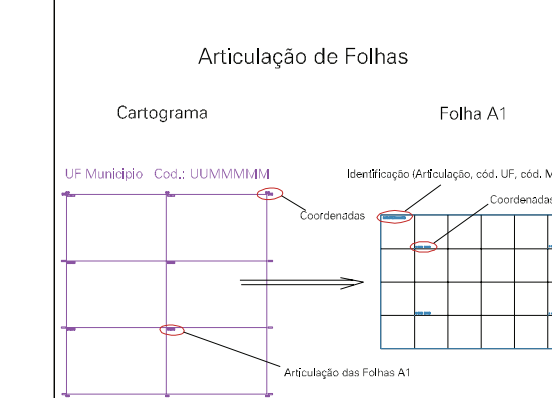 Articulação de Folhas
Cartograma
Folha A1
UF Municipio Cod.: UUMMMMM
Identificação (Articulação, cód. UF, cód. M
Coordenadas
Coordenadas
Articulação das Folhas A1